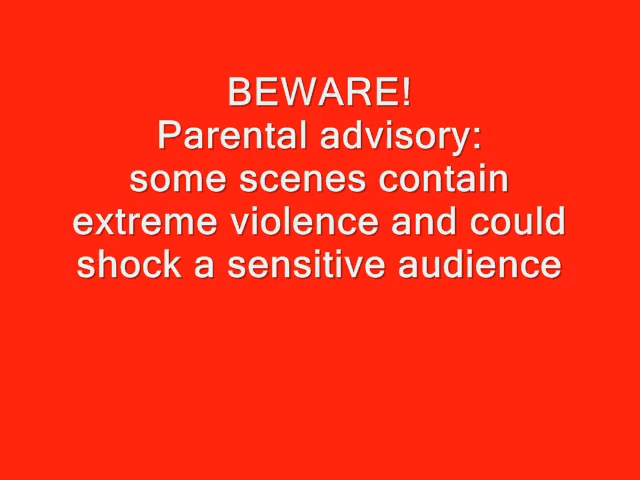 BEWARE!
Parental advisory:
some scenes contain
extreme violence and could
shock a sensitive audience